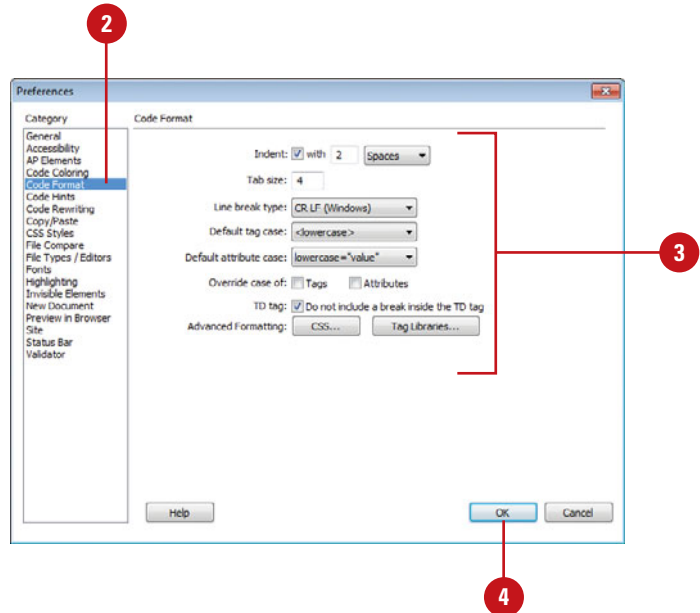 2
Preferences
Category
Code Format
General
Accessibility
AP Elements
Code Coloring
Code Format
Code Hints
Code Rewriting
Copy/Paste
CSS Styles
File Compare
File Types / Editors
Fonts
Highlighting
Invisible Elements
New Document
Preview in Browser
Site
Status Bar
Validator
Indent: with 2 Spaces
Tab size: 4
Line break type: CR LF (Windows)
Default tag case: <lowercase>
Default attribute case: lowercase="value"
Override case of: Tags Attributes
TD tag: Do not include a break inside the TD tag
Advanced Formatting: CSS... Tag Libraries...
3
Help OK Cancel
4